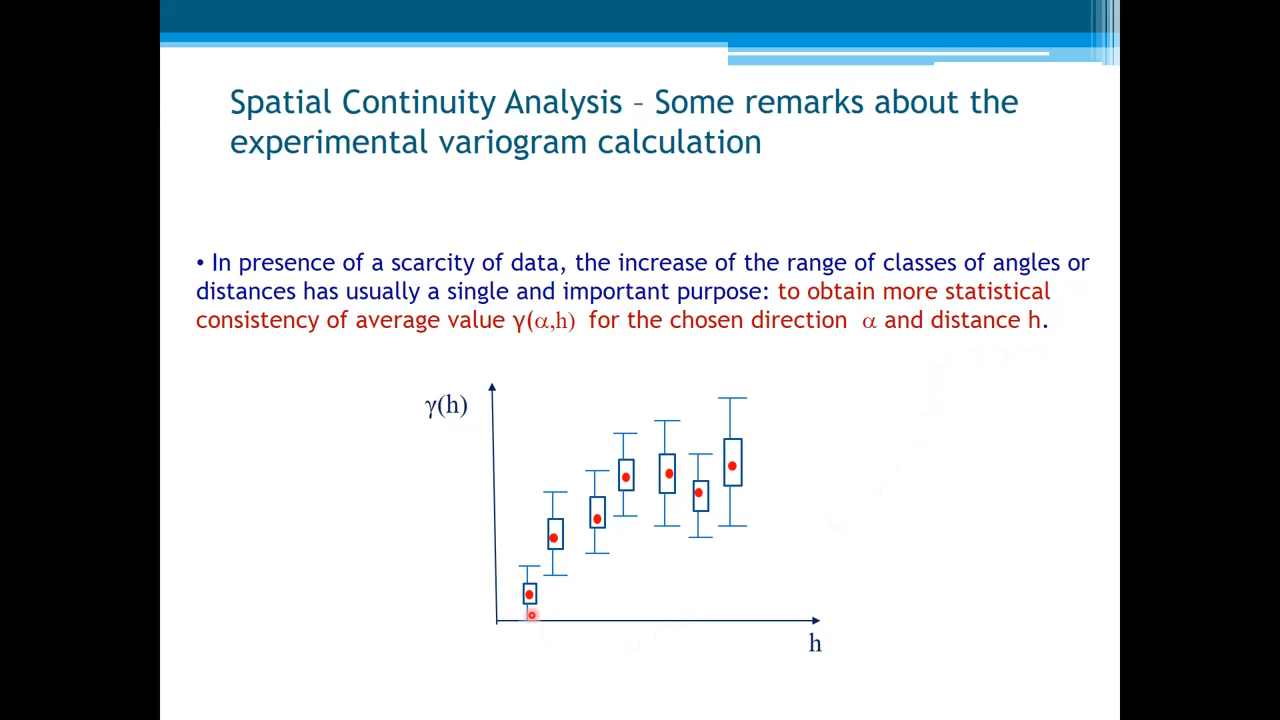 Spatial Continuity Analysis – Some remarks about the
experimental variogram calculation
• In presence of a scarcity of data, the increase of the range of classes of angles or
distances has usually a single and important purpose: to obtain more statistical
consistency of average value γ(α,h) for the chosen direction α and distance h.
γ(h)
h